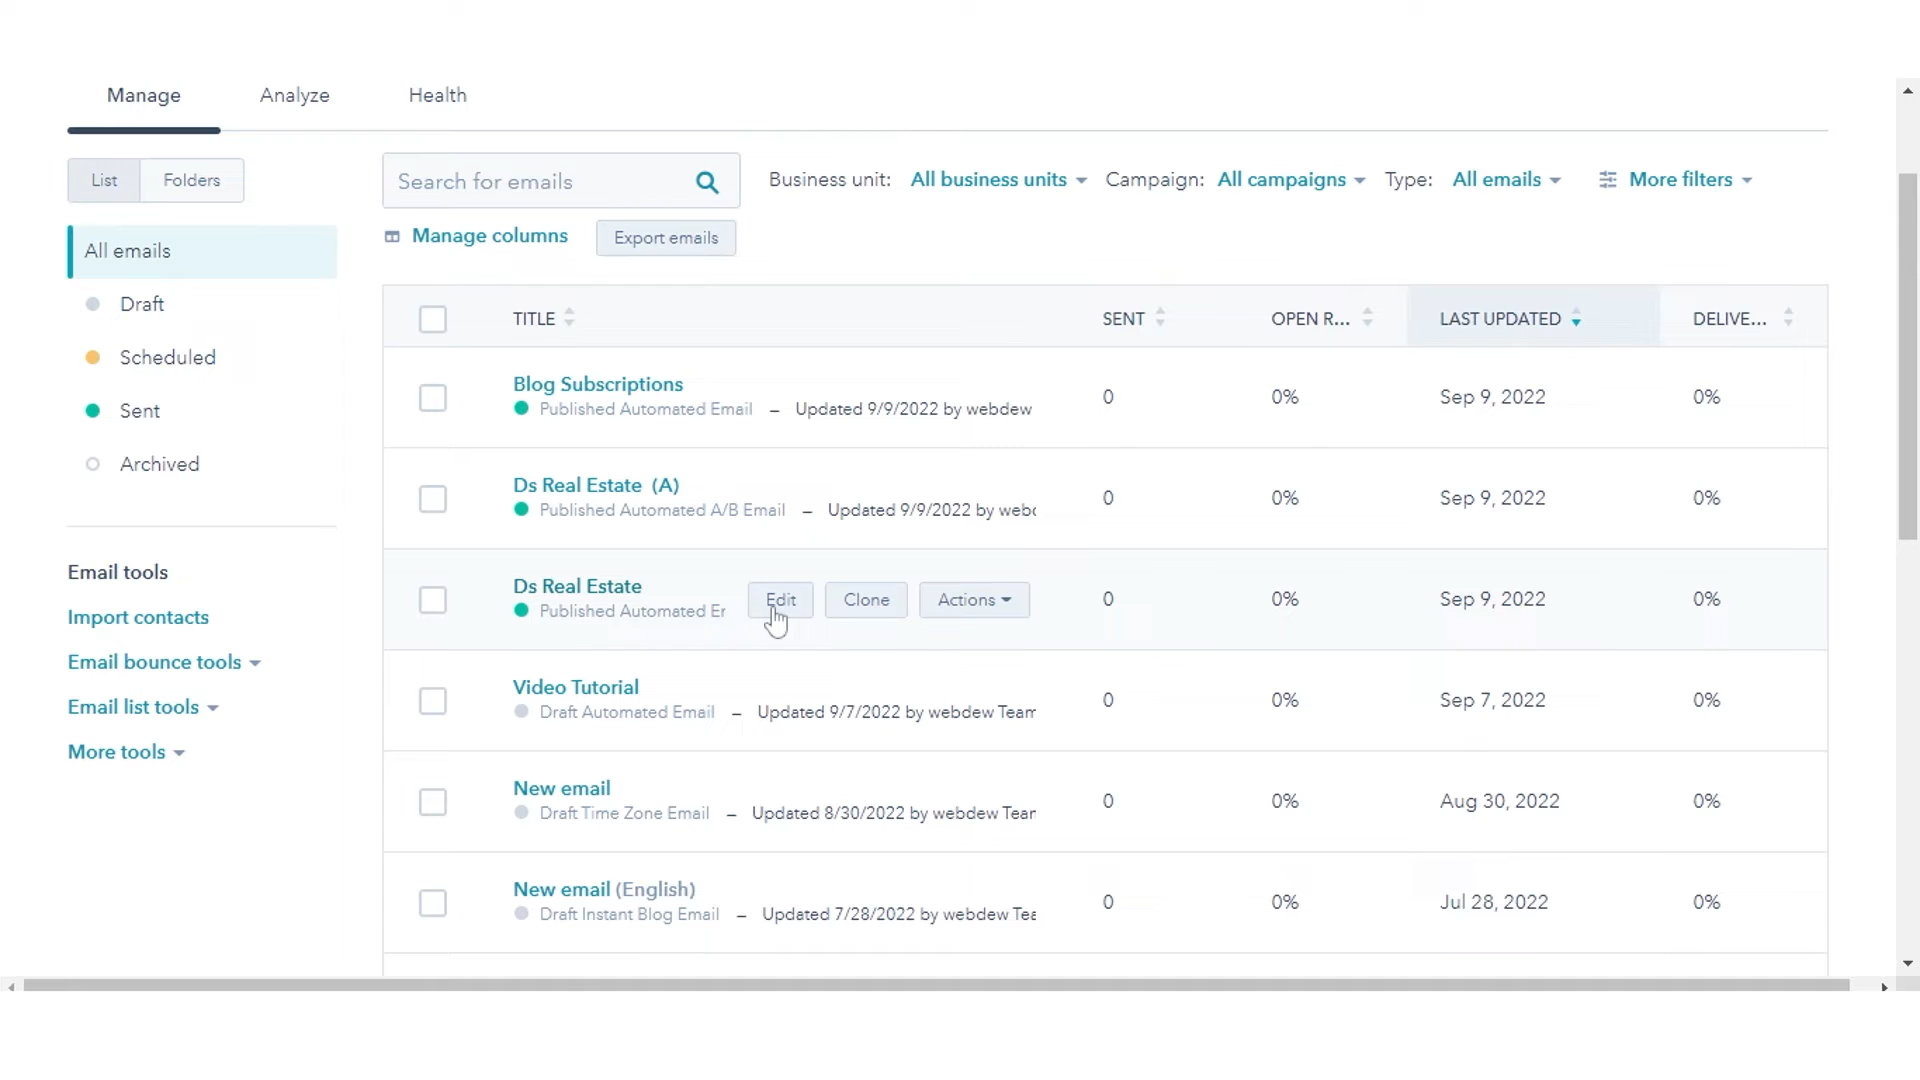 Manage Analyze Health
List Folders
Search for emails
Business unit: All business units Campaign: All campaigns Type: All emails More filters
Manage columns Export emails
All emails
Draft
Scheduled
Sent
Archived
Email tools
Import contacts
Email bounce tools
Email list tools
More tools
TITLE SENT OPEN R... LAST UPDATED DELIVE...
Blog Subscriptions
Published Automated Email – Updated 9/9/2022 by webdew
0 0% Sep 9, 2022 0%
Ds Real Estate (A)
Published Automated A/B Email – Updated 9/9/2022 by webd
0 0% Sep 9, 2022 0%
Ds Real Estate
Published Automated Er
Edit Clone Actions
0 0% Sep 9, 2022 0%
Video Tutorial
Draft Automated Email – Updated 9/7/2022 by webdew Team
0 0% Sep 7, 2022 0%
New email
Draft Time Zone Email – Updated 8/30/2022 by webdew Tear
0 0% Aug 30, 2022 0%
New email (English)
Draft Instant Blog Email – Updated 7/28/2022 by webdew Tea
0 0% Jul 28, 2022 0%